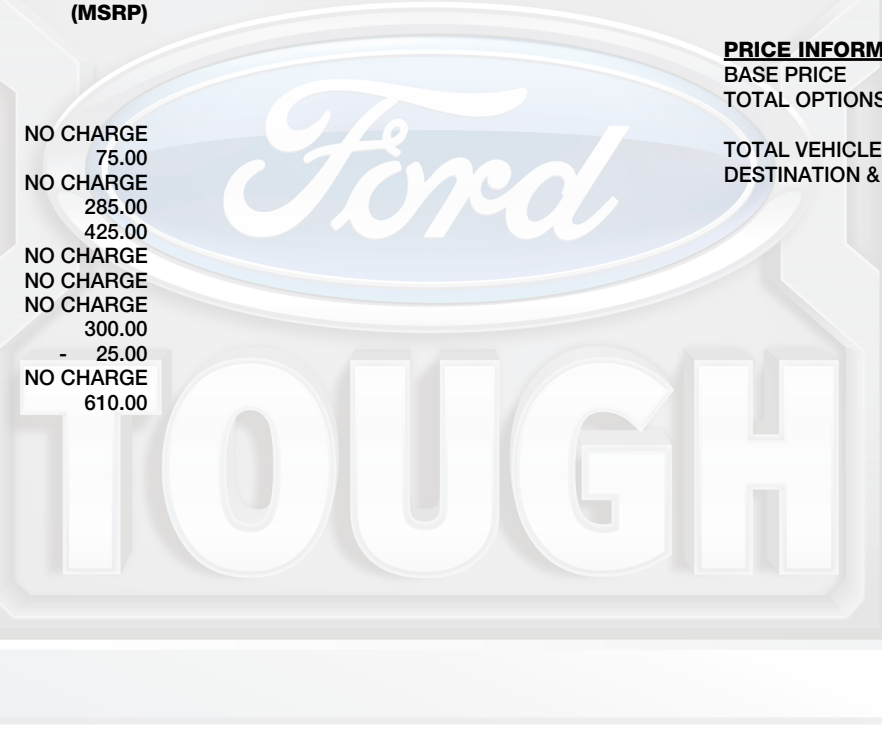 (MSRP)
NO CHARGE
75.00
NO CHARGE
285.00
425.00
NO CHARGE
NO CHARGE
NO CHARGE
300.00
- 25.00
NO CHARGE
610.00
PRICE INFORM
BASE PRICE
TOTAL OPTIONS
TOTAL VEHICLE
DESTINATION &
Ford
TOUGH